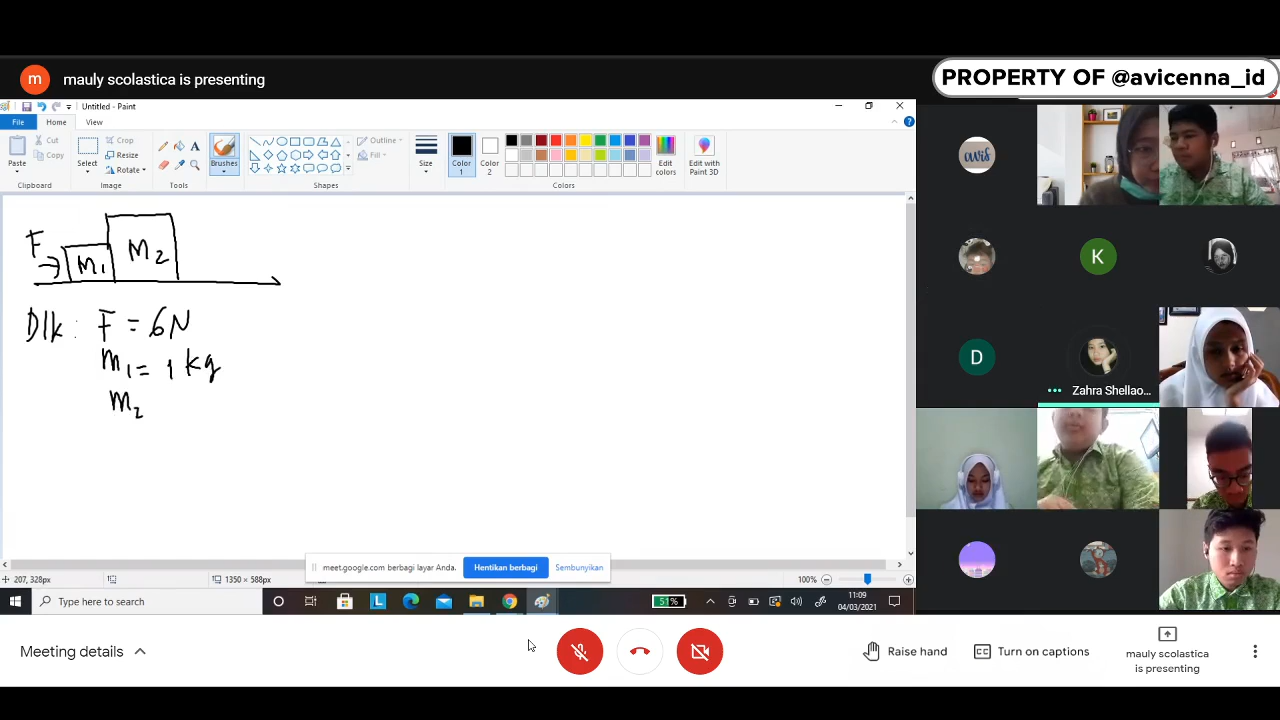 m
mauly scolastica is presenting
PROPERTY OF @avicenna_id
Untitled - Paint
File
Home
View
Paste
Cut
Copy
Clipboard
Select
Crop
Resize
Rotate
Image
A
Tools
Brushes
Outline
Fill
Shapes
Size
Color 1
Color 2
Edit colors
Edit with Paint 3D
Colors
F
m1
m2
Dlk : F = 6N
m1 = 1 kg
m2
owis
K
D
Zahra Shellao...
meet.google.com berbagi layar Anda.
Hentikan berbagi
Sembunyikan
207, 328px
1350 × 588px
100%
Type here to search
L
51%
11:09
04/03/2021
Meeting details
Raise hand
Turn on captions
mauly scolastica
is presenting